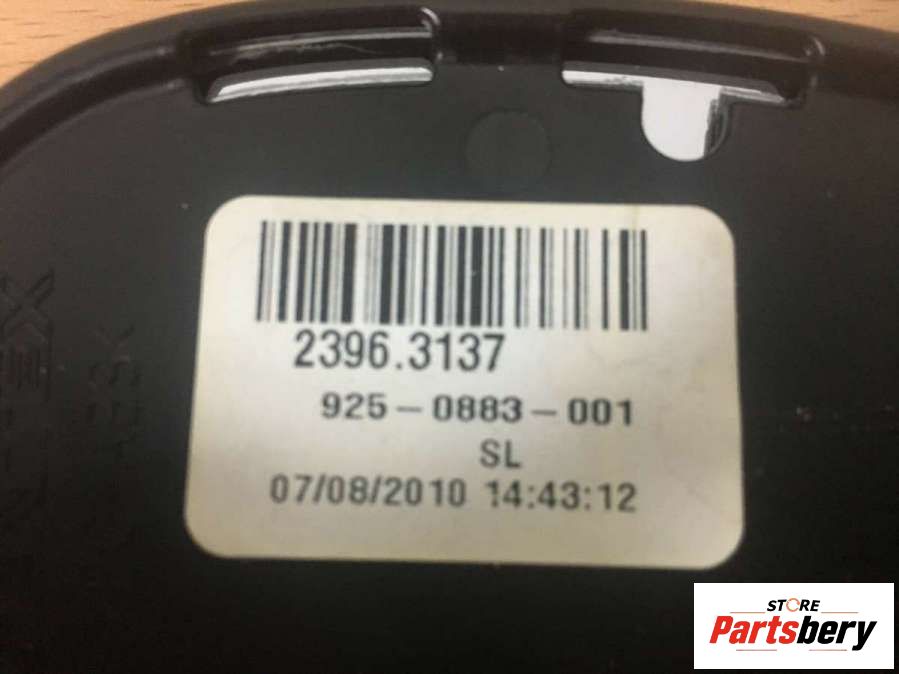 2396.3137
925-0883-001
SL
07/08/2010 14:43:12
STORE
Partsbery